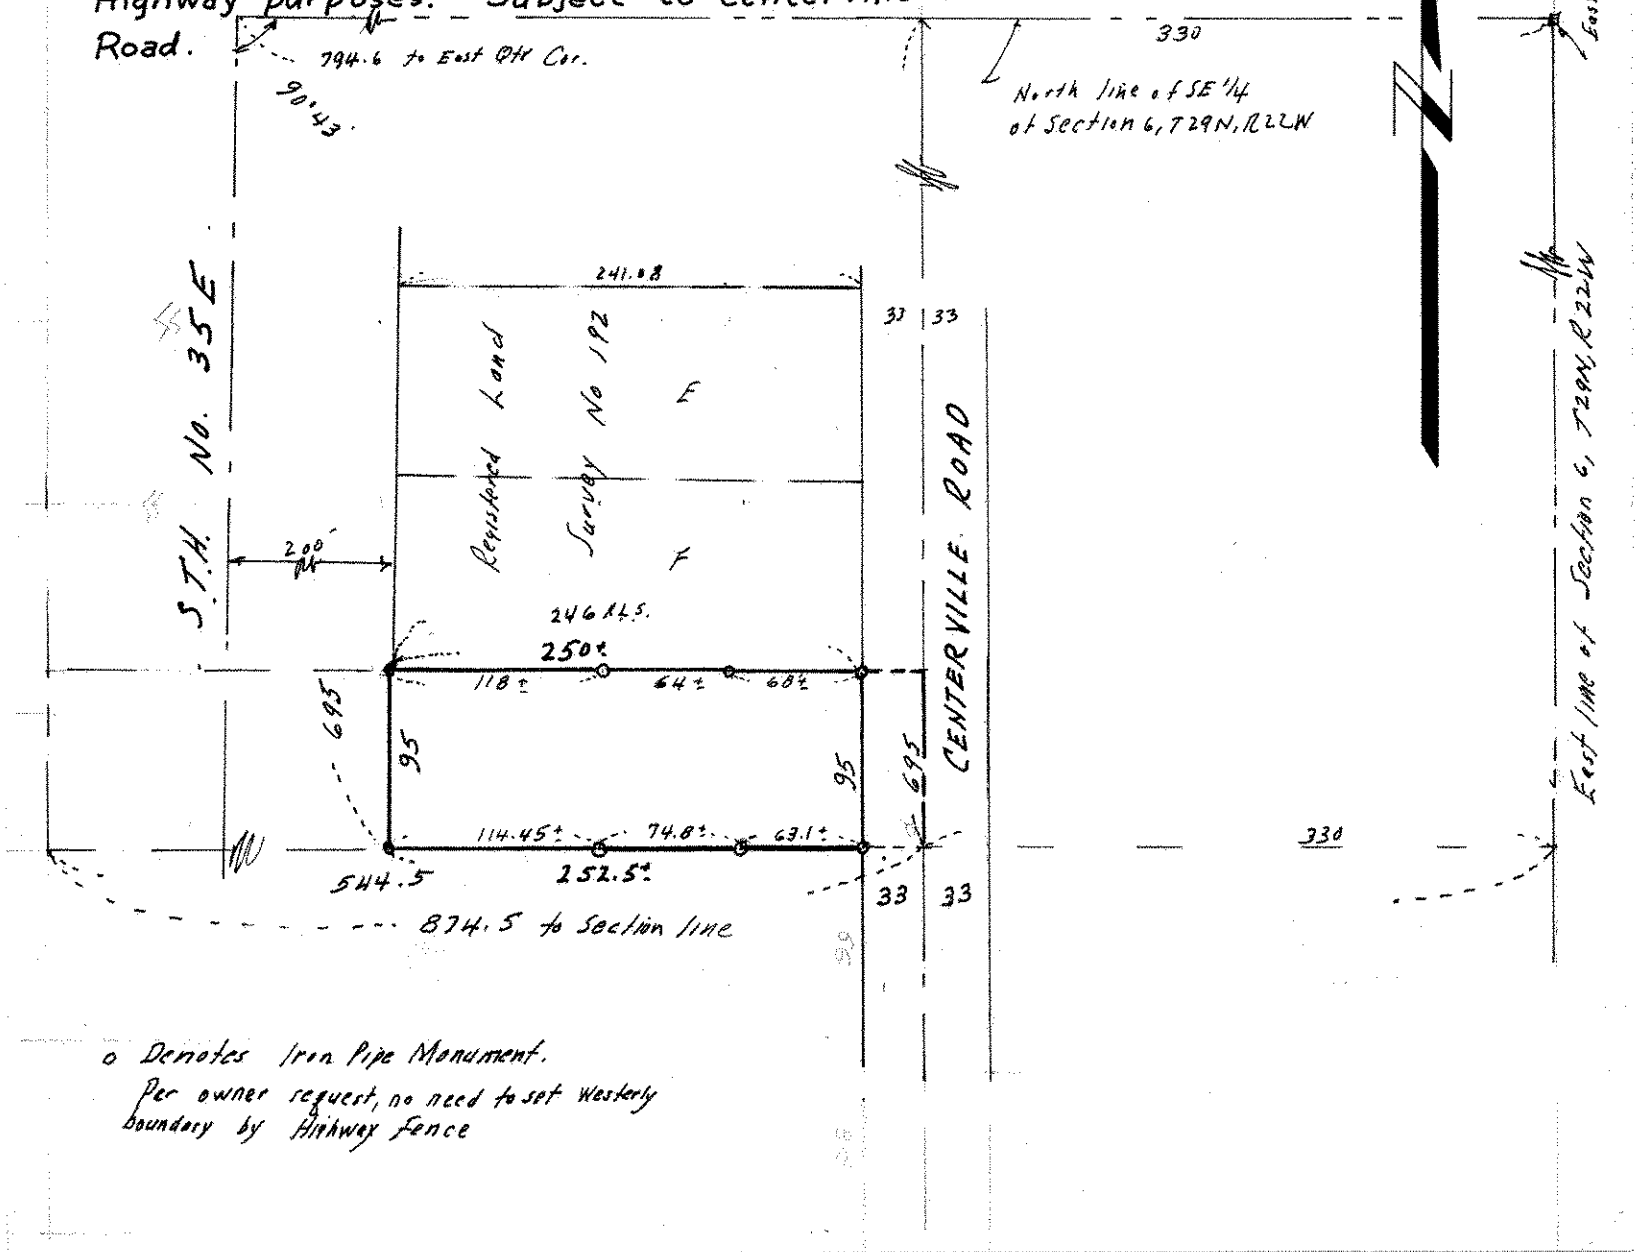 Highway purposes. Subject to
Road.
794.6 to East Qtr Cor.
90°43'
330
North line of SE 1/4
of Section 6, T29N, R22W
East
241.08
33 33
S.T.H. No. 35E
Registered Land
Survey No 192
E
F
200
CENTERVILLE ROAD
East line of Section 6, T29N, R22W
246 R.L.S.
250±
118± 64± 68±
695
95
95
695
114.45± 74.8± 63.1±
330
544.5
252.5±
33 33
874.5 to Section line
o Denotes Iron Pipe Monument.
Per owner request, no need to set Westerly
boundary by Highway Fence